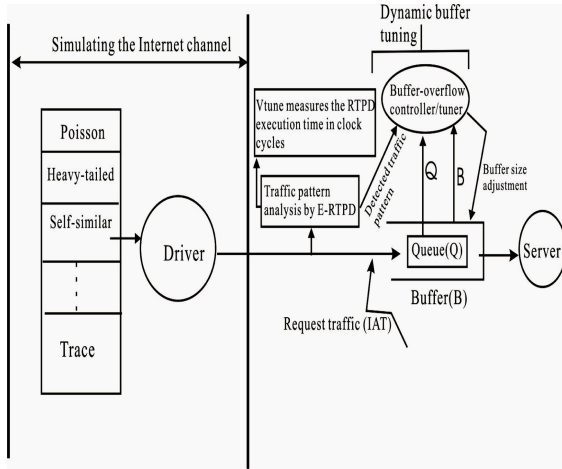 Dynamic buffer
tuning
Simulating the Internet channel
Buffer-overflow
controller/tuner
Vtune measures the RTPD
execution time in clock
cycles
Poisson
Heavy-tailed
Self-similar
Trace
Driver
Traffic pattern
analysis by E-RTPD
Detected traffic
pattern
Q
B
Buffer size
adjustment
Queue(Q)
Server
Buffer(B)
Request traffic (IAT)